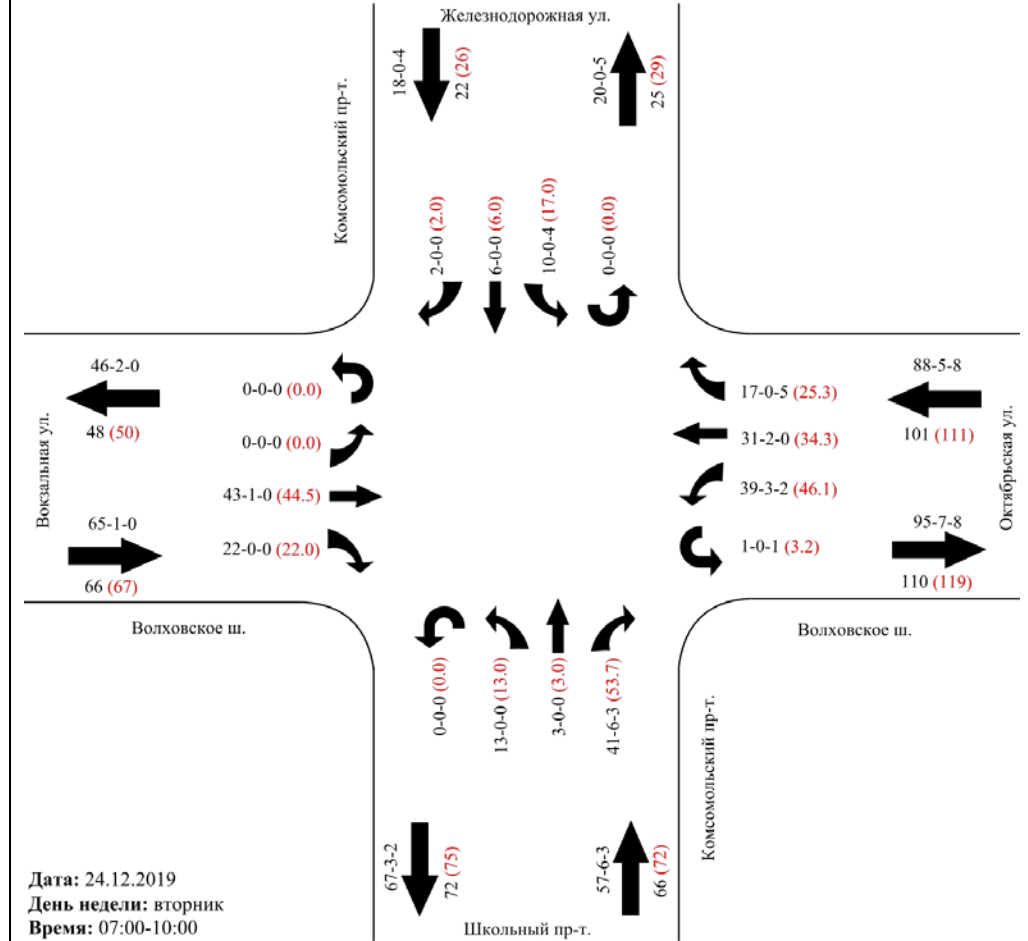 Железнодорожная ул.
Комсомольский пр-т.
18-0-4
22 (26)
20-0-5
25 (29)
2-0-0 (2.0)
6-0-0 (6.0)
10-0-4 (17.0)
0-0-0 (0.0)
Вокзальная ул.
46-2-0
48 (50)
65-1-0
66 (67)
0-0-0 (0.0)
0-0-0 (0.0)
43-1-0 (44.5)
22-0-0 (22.0)
17-0-5 (25.3)
31-2-0 (34.3)
39-3-2 (46.1)
1-0-1 (3.2)
88-5-8
101 (111)
95-7-8
110 (119)
Октябрьская ул.
Волховское ш.
Волховское ш.
0-0-0 (0.0)
13-0-0 (13.0)
3-0-0 (3.0)
41-6-3 (53.7)
Комсомольский пр-т.
67-3-2
72 (75)
57-6-3
66 (72)
Дата: 24.12.2019
День недели: вторник
Время: 07:00-10:00
Школьный пр-т.